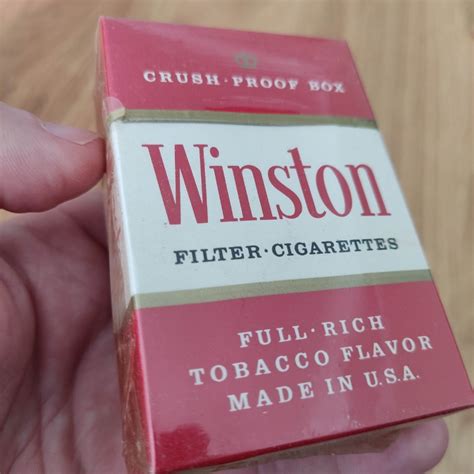 CRUSH·PROOF BOX
Winston
FILTER·CIGARETTES
FULL·RICH
TOBACCO FLAVOR
MADE IN U.S.A.